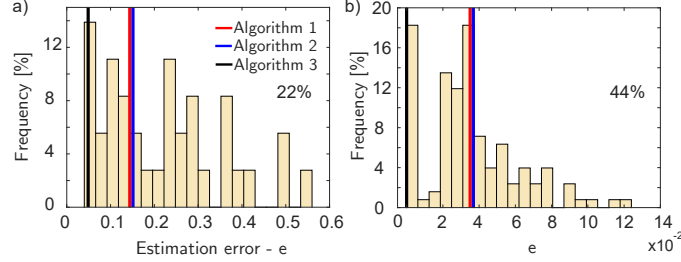 a)
Frequency [%]
12
8
4
0
Algorithm 1
Algorithm 2
Algorithm 3
22%
0 0.1 0.2 0.3 0.4 0.5 0.6
Estimation error - e
b)
Frequency [%]
20
16
12
8
4
0
44%
0 2 4 6 8 10 12 14
×10⁻²
e